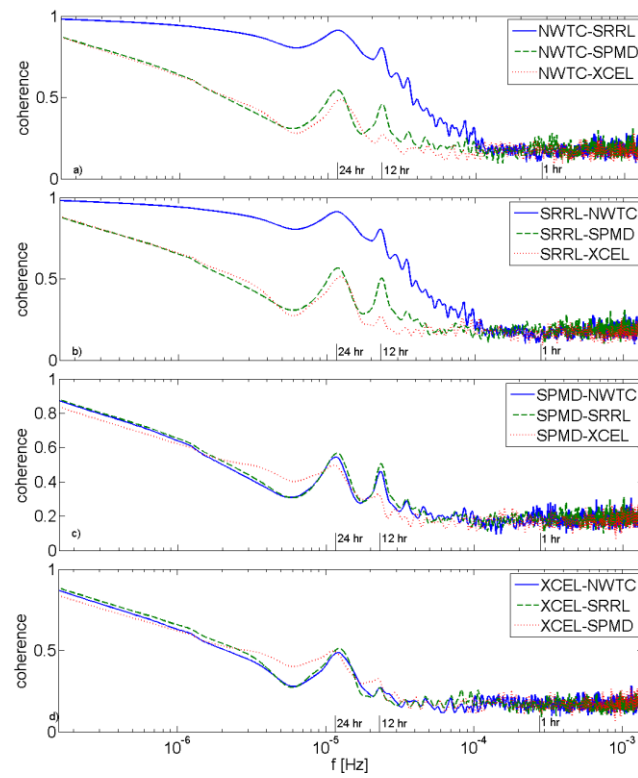 1
NWTC-SRRL
NWTC-SPMD
NWTC-XCEL
coherence
0.5
a)
24 hr
12 hr
1 hr
0
1
SRRL-NWTC
SRRL-SPMD
SRRL-XCEL
coherence
0.5
b)
24 hr
12 hr
1 hr
0
1
SPMD-NWTC
SPMD-SRRL
SPMD-XCEL
0.8
coherence
0.6
0.4
0.2
c)
24 hr
12 hr
1 hr
0
1
XCEL-NWTC
XCEL-SRRL
XCEL-SPMD
coherence
0.5
d)
24 hr
12 hr
1 hr
0
10-6
10-5
10-4
10-3
f [Hz]